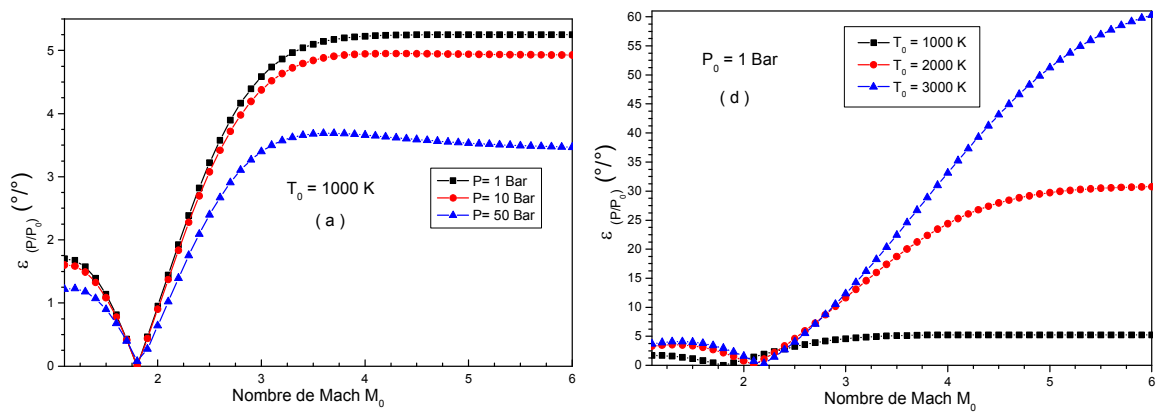 ε (P/P₀) (°/°)
5
4
3
2
1
0
T₀ = 1000 K
( a )
P= 1 Bar
P= 10 Bar
P= 50 Bar
2 3 4 5 6
Nombre de Mach M₀
ε (P/P₀) (°/°)
60
55
50
45
40
35
30
25
20
15
10
5
0
P₀ = 1 Bar
( d )
T₀ = 1000 K
T₀ = 2000 K
T₀ = 3000 K
2 3 4 5 6
Nombre de Mach M₀